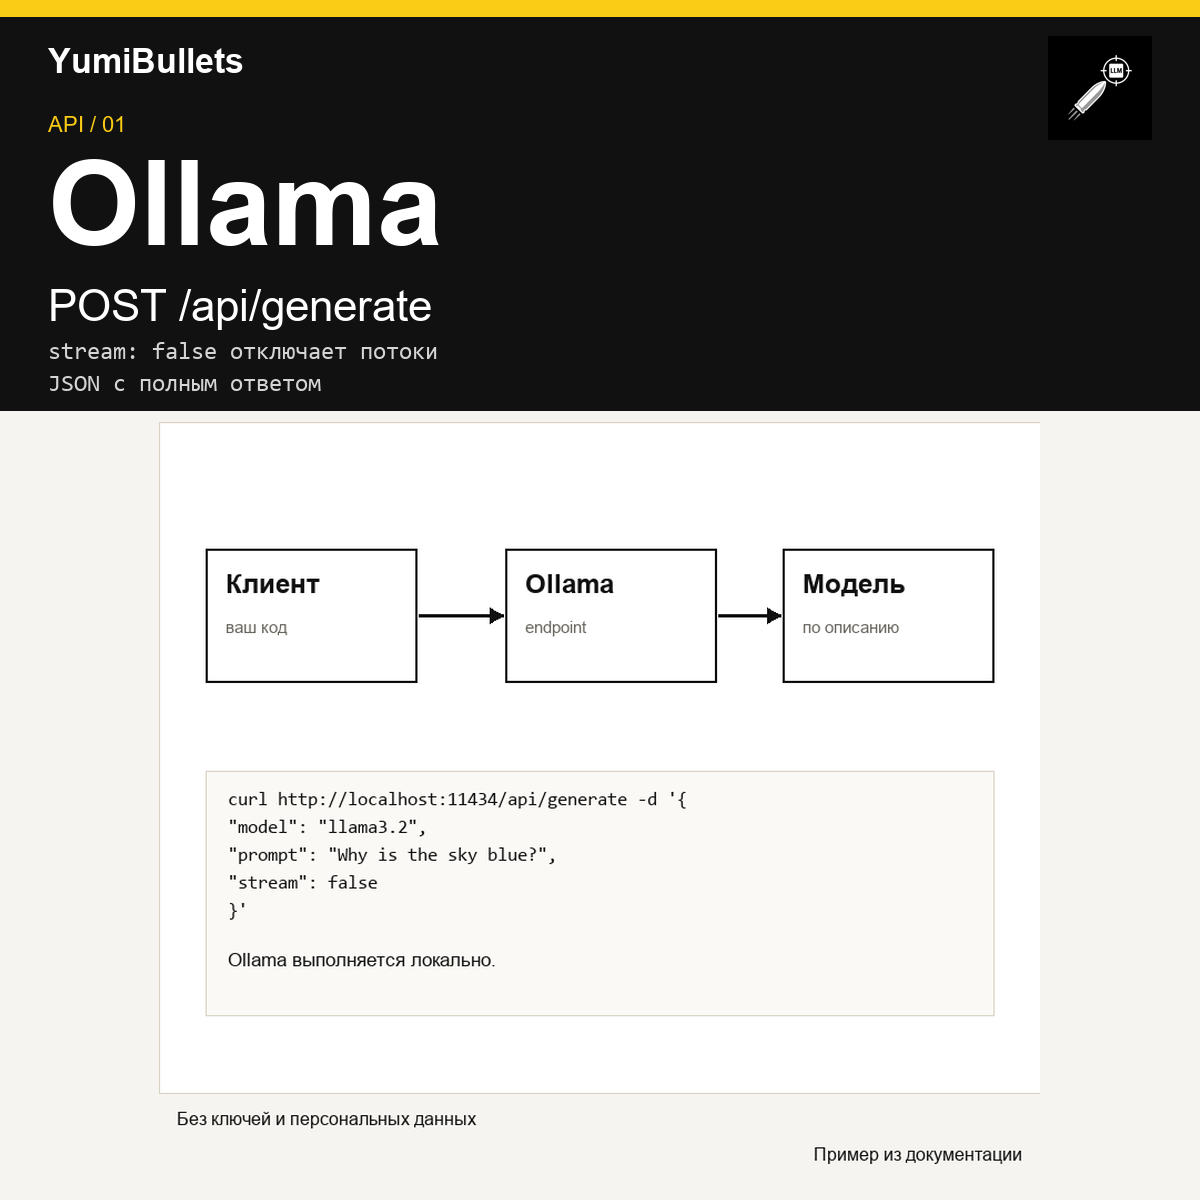 YumiBullets
LLM
API / 01
Ollama
POST /api/generate
stream: false отключает потоки
JSON с полным ответом
Клиент
ваш код
Ollama
endpoint
Модель
по описанию
curl http://localhost:11434/api/generate -d '{
"model": "llama3.2",
"prompt": "Why is the sky blue?",
"stream": false
}'
Ollama выполняется локально.
Без ключей и персональных данных
Пример из документации